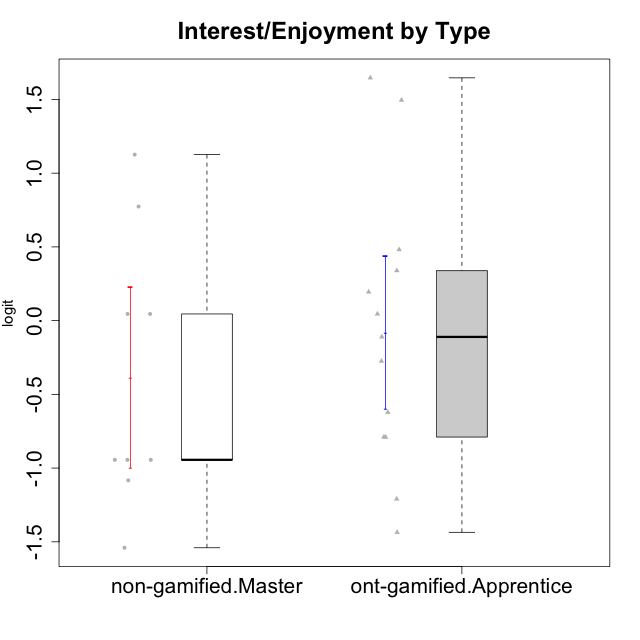 Interest/Enjoyment by Type
logit
1.5
1.0
0.5
0.0
-0.5
-1.0
-1.5
non-gamified.Master
ont-gamified.Apprentice